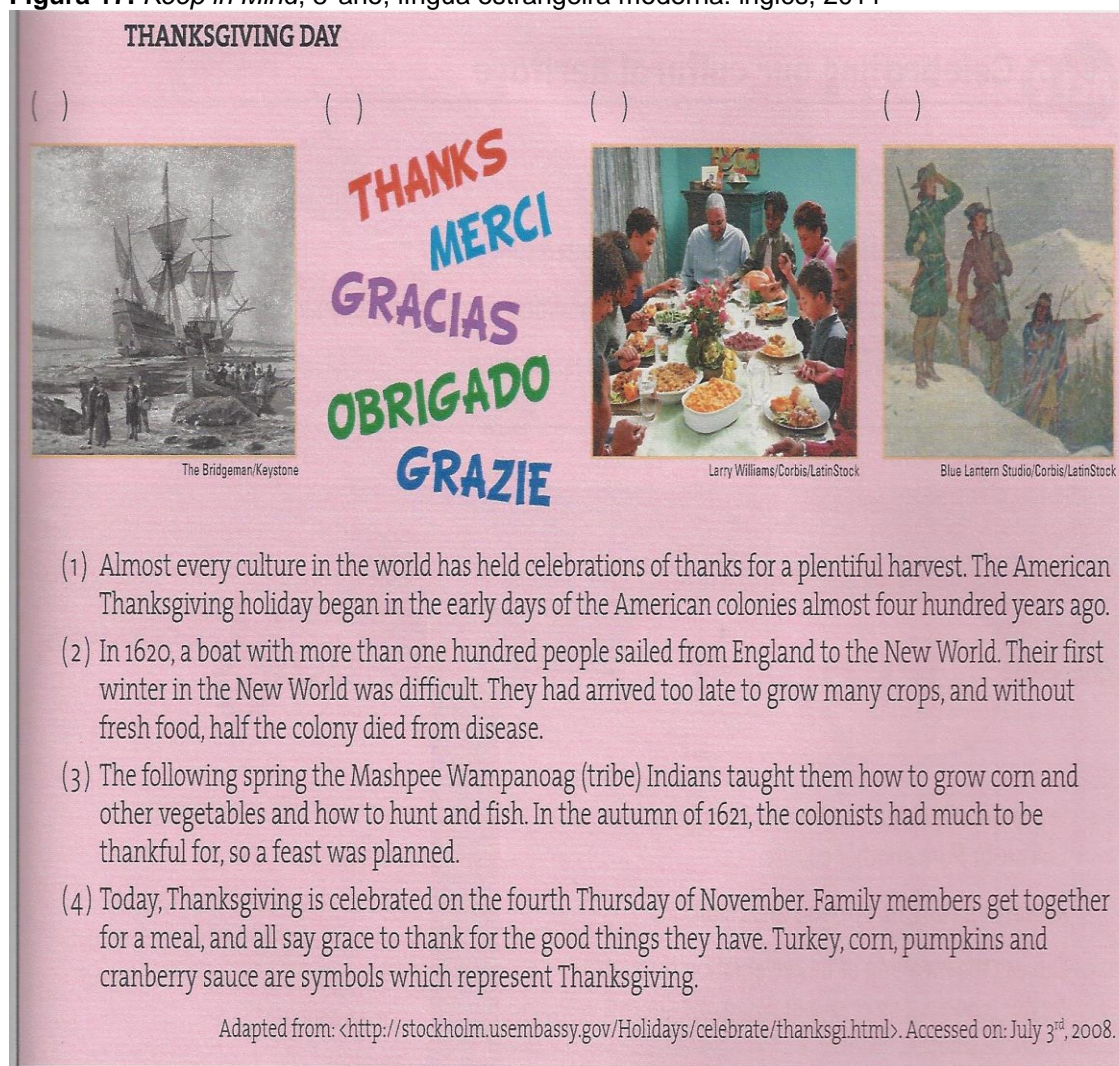 Figura 17: Keep in Mind, ano, língua estrangeira moderna: inglês, 2011
THANKSGIVING DAY
( ) ( ) ( ) ( )
THANKS
MERCI
GRACIAS
OBRIGADO
GRAZIE
The Bridgeman/Keystone
Larry Williams/Corbis/LatinStock
Blue Lantern Studio/Corbis/LatinStock
(1) Almost every culture in the world has held celebrations of thanks for a plentiful harvest. The American
Thanksgiving holiday began in the early days of the American colonies almost four hundred years ago.
(2) In 1620, a boat with more than one hundred people sailed from England to the New World. Their first
winter in the New World was difficult. They had arrived too late to grow many crops, and without
fresh food, half the colony died from disease.
(3) The following spring the Mashpee Wampanoag (tribe) Indians taught them how to grow corn and
other vegetables and how to hunt and fish. In the autumn of 1621, the colonists had much to be
thankful for, so a feast was planned.
(4) Today, Thanksgiving is celebrated on the fourth Thursday of November. Family members get together
for a meal, and all say grace to thank for the good things they have. Turkey, corn, pumpkins and
cranberry sauce are symbols which represent Thanksgiving.
Adapted from: <http://stockholm.usembassy.gov/Holidays/celebrate/thanksgi.html>. Accessed on: July 3rd, 2008.